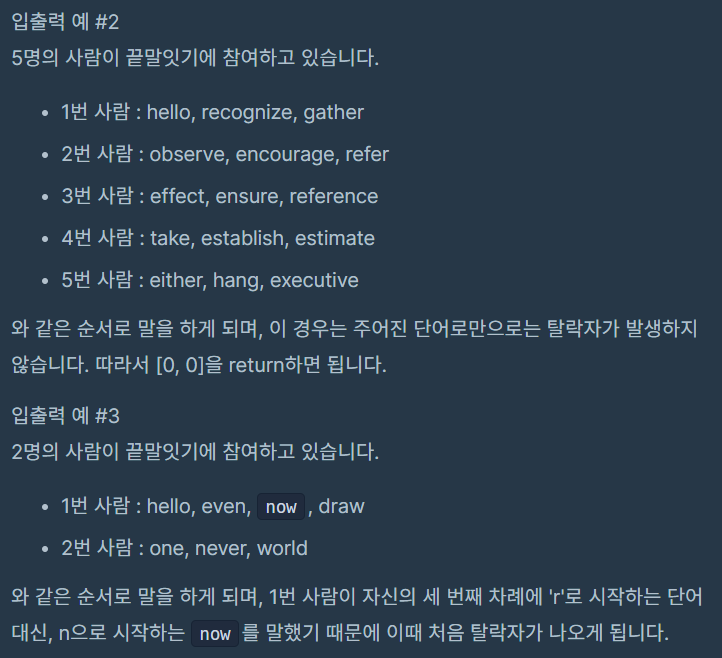 입출력 예 #2
5명의 사람이 끝말잇기에 참여하고 있습니다.
• 1번 사람 : hello, recognize, gather
• 2번 사람 : observe, encourage, refer
• 3번 사람 : effect, ensure, reference
• 4번 사람 : take, establish, estimate
• 5번 사람 : either, hang, executive
와 같은 순서로 말을 하게 되며, 이 경우는 주어진 단어로만으로는 탈락자가 발생하지
않습니다. 따라서 [0, 0]을 return하면 됩니다.
입출력 예 #3
2명의 사람이 끝말잇기에 참여하고 있습니다.
• 1번 사람 : hello, even, now, draw
• 2번 사람 : one, never, world
와 같은 순서로 말을 하게 되며, 1번 사람이 자신의 세 번째 차례에 'r'로 시작하는 단어
대신, n으로 시작하는 now를 말했기 때문에 이때 처음 탈락자가 나오게 됩니다.